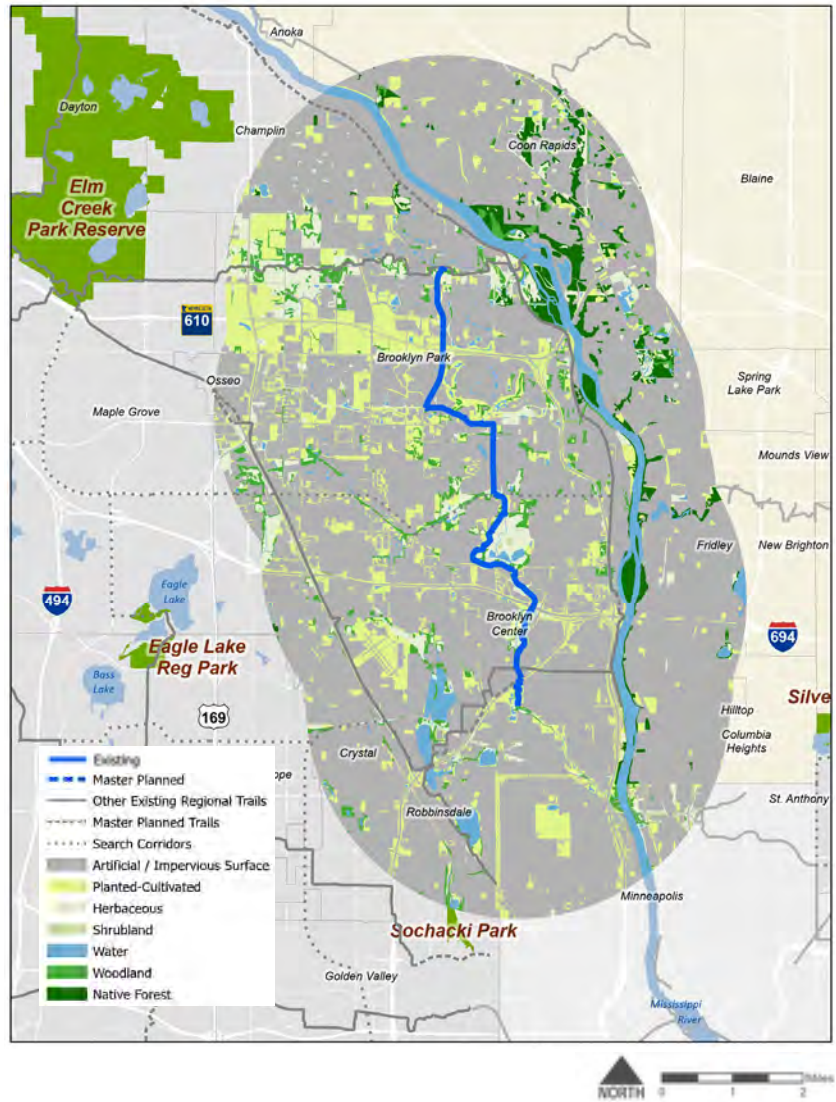 Anoka
Dayton
Champlin
Coon Rapids
Blaine
Elm
Creek
Park Reserve
MINNESOTA
610
Brooklyn Park
Osseo
Spring
Lake Park
Maple Grove
Mounds View
Fridley
New Brighton
494
Eagle
Lake
Brooklyn
Center
694
Eagle Lake
Reg Park
Bass
Lake
Silve
169
Hilltop
Columbia
Heights
Crystal
ope
St. Anthony
Robbinsdale
Existing
Master Planned
Other Existing Regional Trails
Master Planned Trails
Search Corridors
Artificial / Impervious Surface
Planted-Cultivated
Herbaceous
Shrubland
Water
Woodland
Native Forest
Minneapolis
Sochacki Park
Golden Valley
Mississippi
River
NORTH
0 1 2
Miles